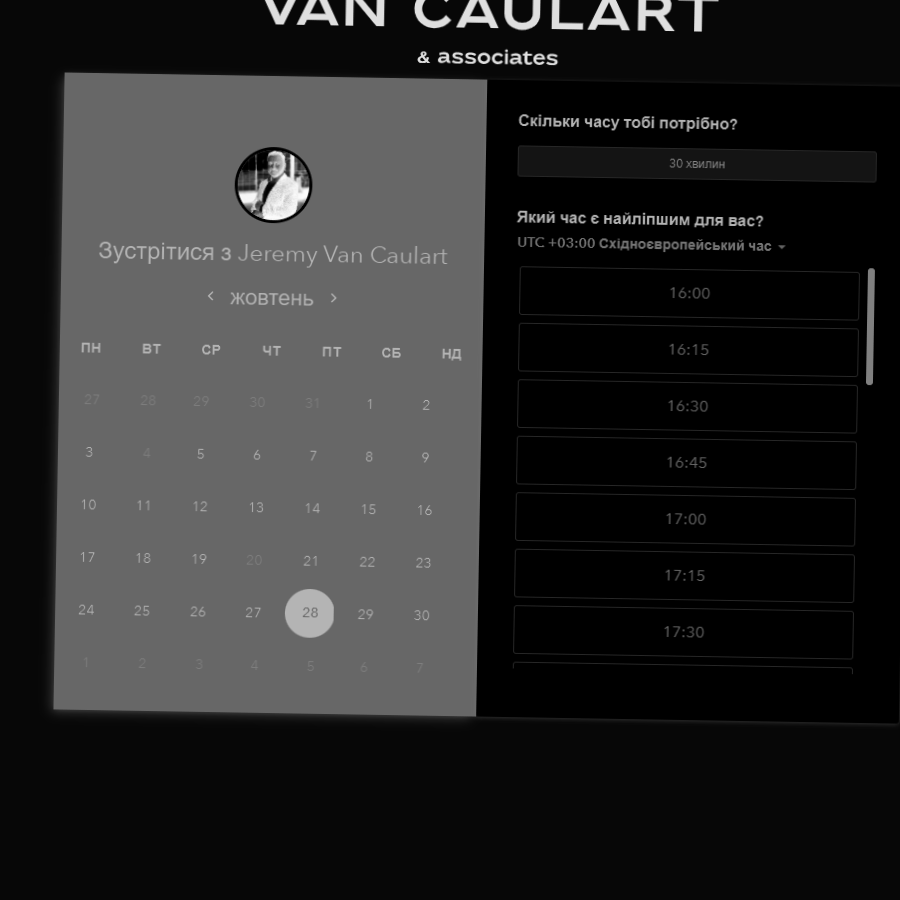 VAN CAULART
& associates
Зустрітися з Jeremy Van Caulart
жовтень
ПН ВТ СР ЧТ ПТ СБ НД
27 28 29 30 31 1 2
3 4 5 6 7 8 9
10 11 12 13 14 15 16
17 18 19 20 21 22 23
24 25 26 27 28 29 30
1 2 3 4 5 6 7
Скільки часу тобі потрібно?
30 хвилин
Який час є найліпшим для вас?
UTC +03:00 Східноєвропейський час
16:00
16:15
16:30
16:45
17:00
17:15
17:30